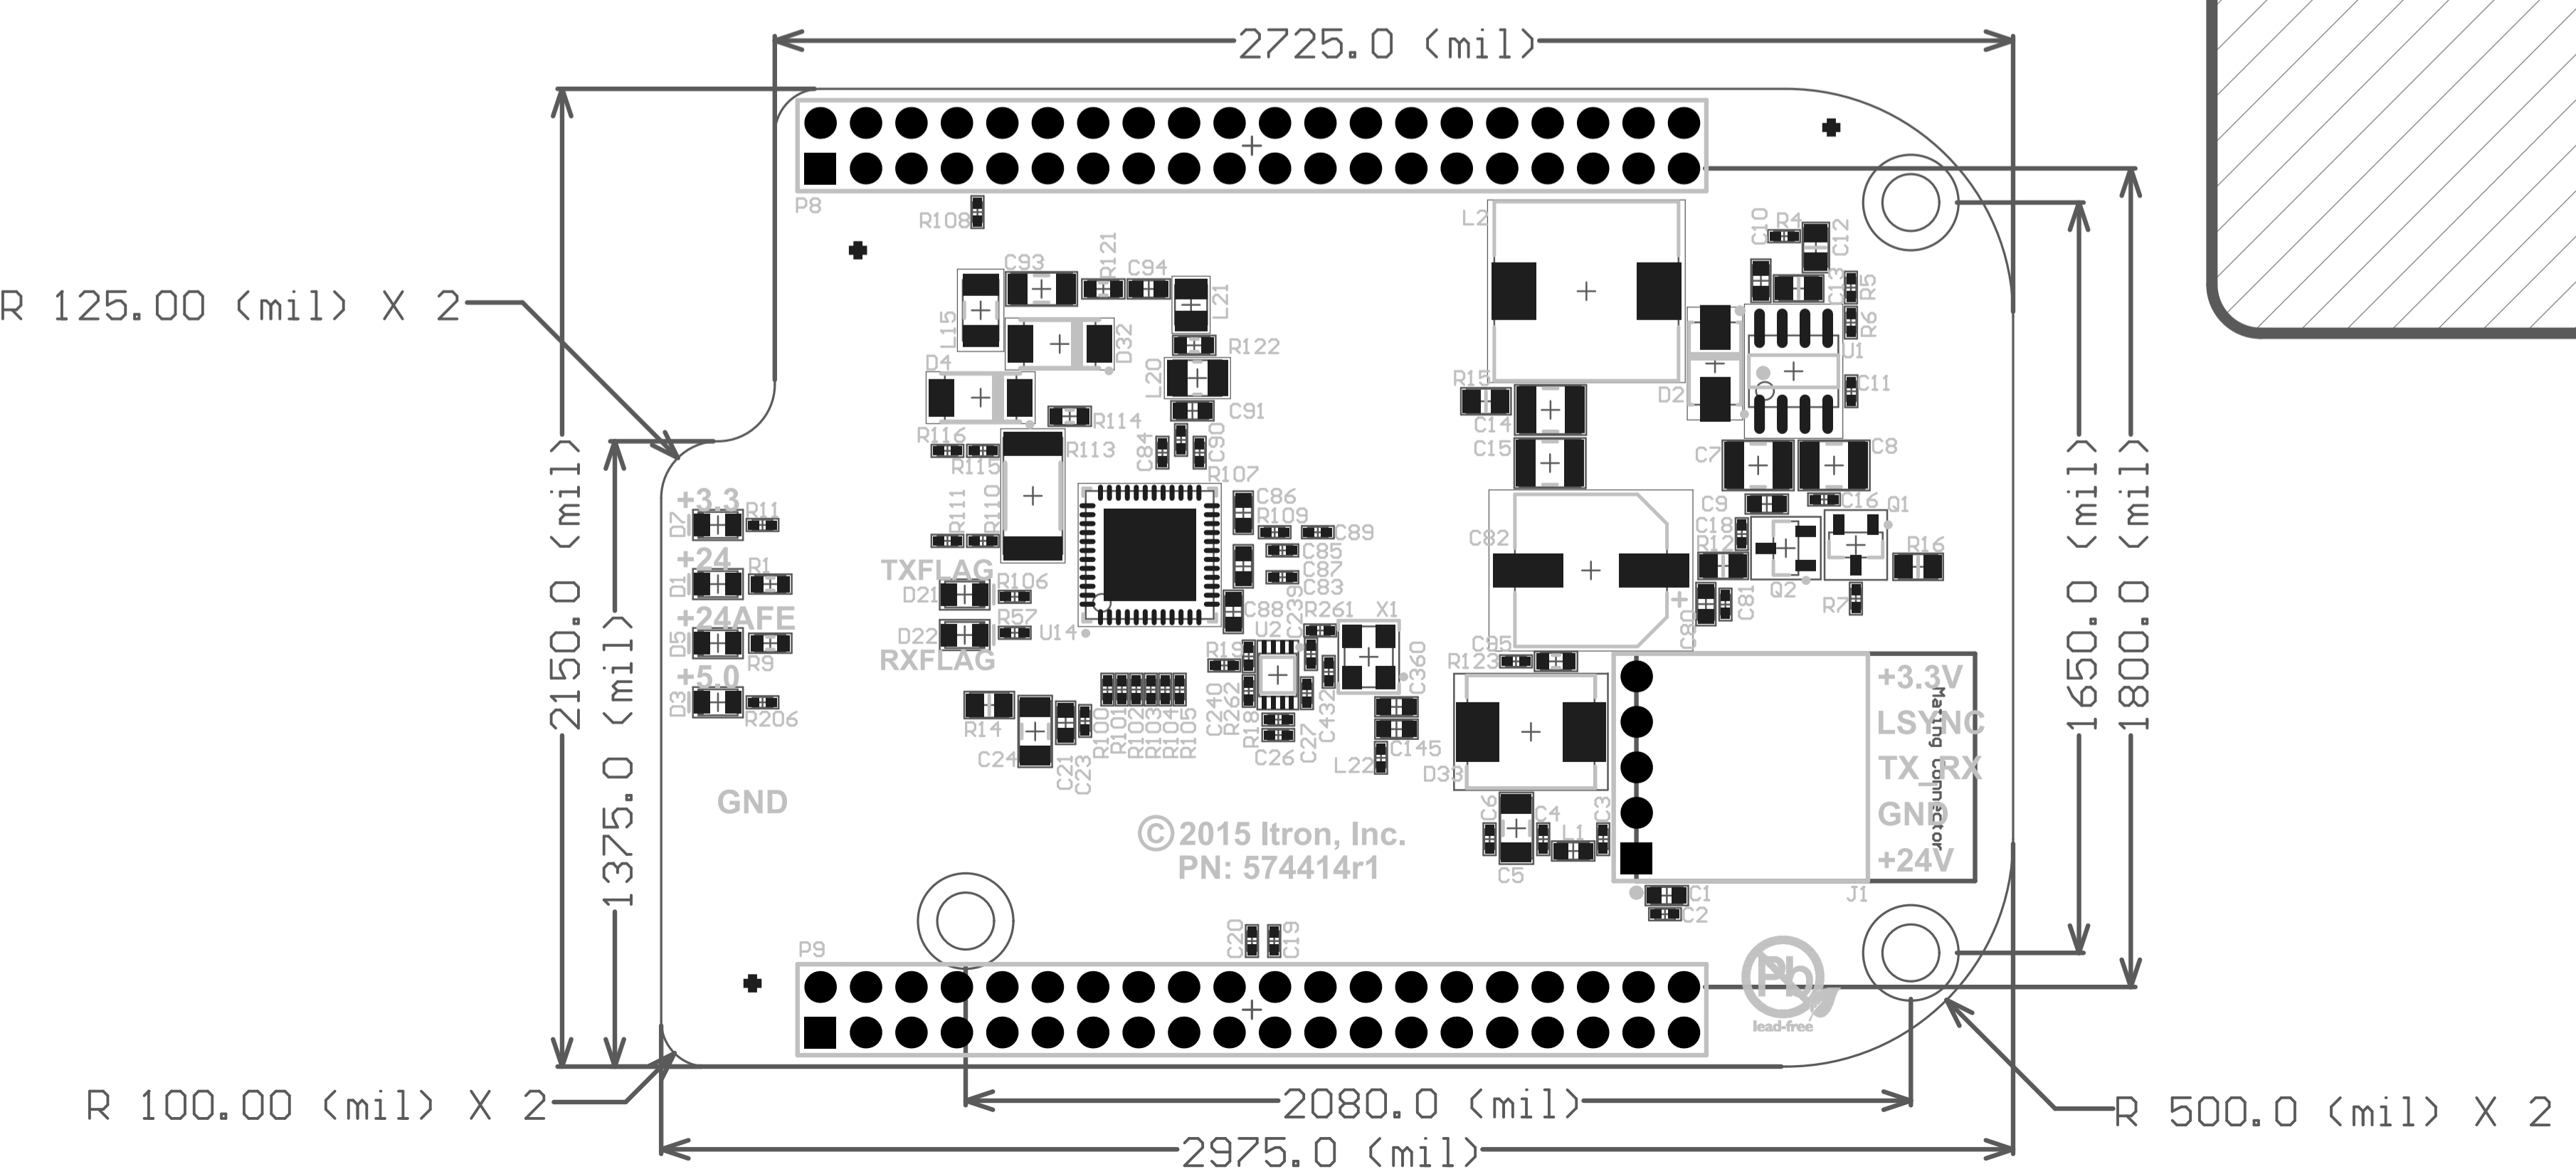 2725.0 (mil)
P8
R108
L2
C10
R4
C12
C13
R5
R6
U1
C11
D2
R 125.00 (mil) X 2
C93
R121
C94
L21
L15
D32
R122
D4
L20
C91
R114
R116
R115
R113
C84
C90
R107
R15
C14
C15
C7
C8
C9
C16
Q1
C18
R12
R16
Q2
R7
C82
+
C80
C81
+3.3
D7
R11
+24
D1
R1
+24AFE
D5
R9
+5.0
D3
R206
R111
R110
TXFLAG
D21
R106
R57
D22
RXFLAG
U14
C86
R109
C89
C85
C87
C83
C88
C239
R261
X1
U2
R19
C240
R262
R18
C26
C27
C432
C360
C145
L22
C95
R123
D33
R14
C24
C21
C23
R100
R101
R102
R103
R104
R105
2150.0 (mil)
1375.0 (mil)
1650.0 (mil)
1800.0 (mil)
+3.3V
LSYNC
TX_RX
GND
+24V
Mating Connector
J1
C6
C4
C3
L1
C5
C1
C2
GND
© 2015 Itron, Inc.
PN: 574414r1
P9
C20
C19
Pb
lead-free
R 100.00 (mil) X 2
2080.0 (mil)
R 500.0 (mil) X 2
2975.0 (mil)